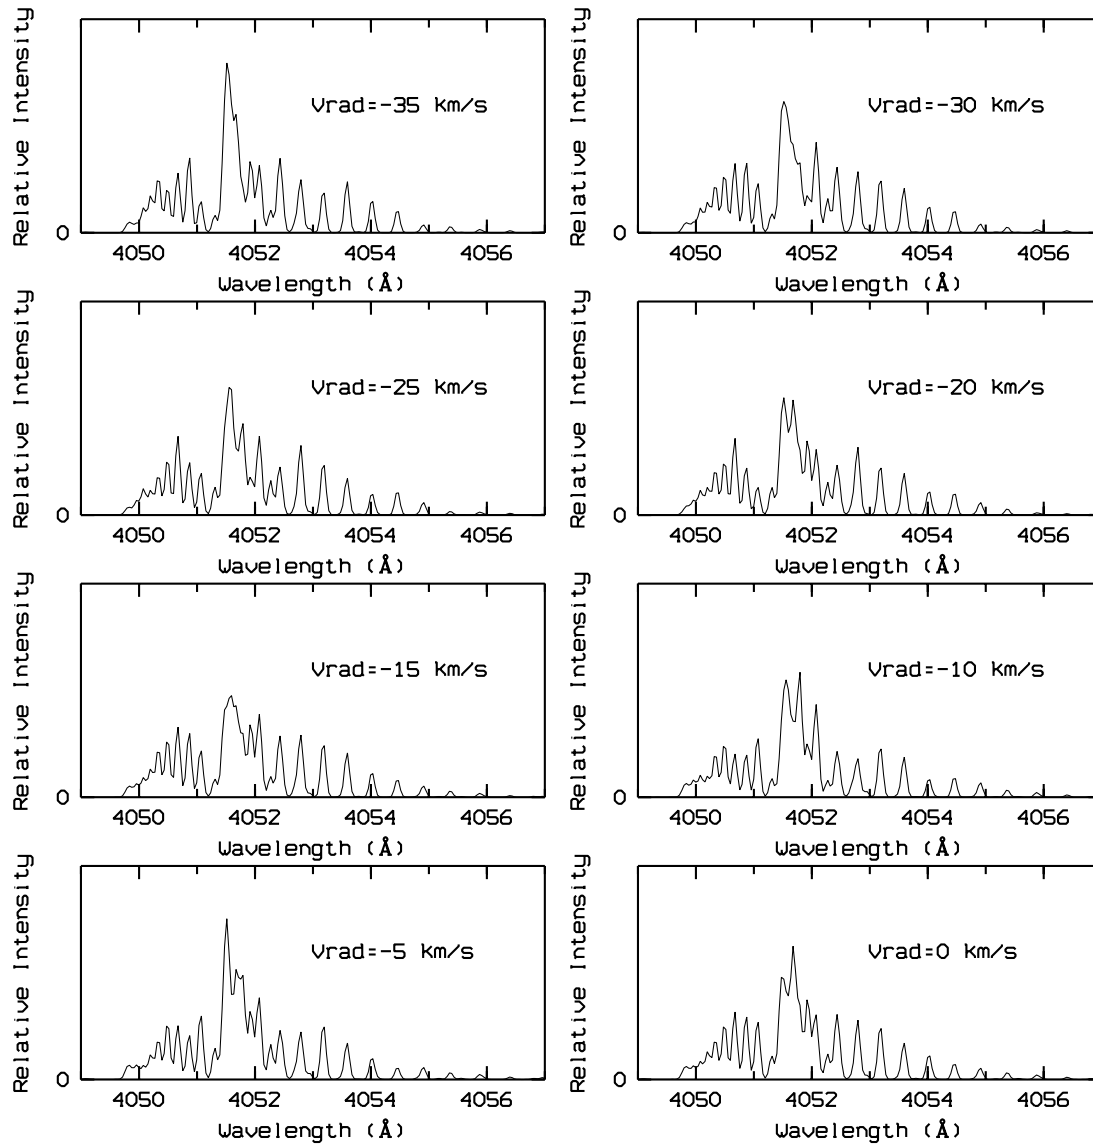 Relative Intensity
Vrad=-35 km/s
0
4050 4052 4054 4056
Wavelength (Å)
Relative Intensity
Vrad=-30 km/s
0
4050 4052 4054 4056
Wavelength (Å)
Relative Intensity
Vrad=-25 km/s
0
4050 4052 4054 4056
Wavelength (Å)
Relative Intensity
Vrad=-20 km/s
0
4050 4052 4054 4056
Wavelength (Å)
Relative Intensity
Vrad=-15 km/s
0
4050 4052 4054 4056
Wavelength (Å)
Relative Intensity
Vrad=-10 km/s
0
4050 4052 4054 4056
Wavelength (Å)
Relative Intensity
Vrad=-5 km/s
0
4050 4052 4054 4056
Wavelength (Å)
Relative Intensity
Vrad=0 km/s
0
4050 4052 4054 4056
Wavelength (Å)